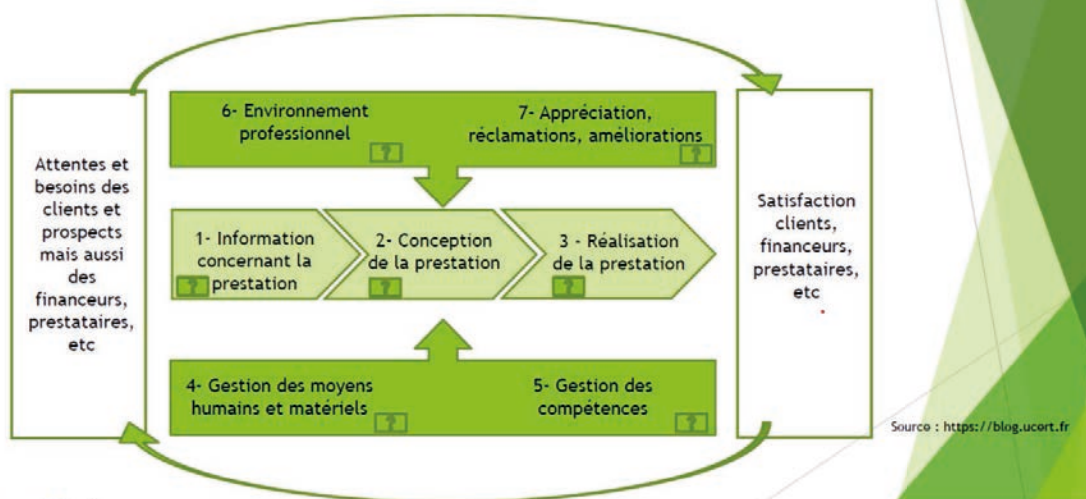 Attentes et
besoins des
clients et
prospects
mais aussi
des
financeurs,
prestataires,
etc
6- Environnement
professionnel
?
7- Appréciation,
réclamations, améliorations
?
1- Information
concernant la
prestation
?
2- Conception
de la prestation
?
3 - Réalisation
de la prestation
?
4- Gestion des moyens
humains et matériels
?
5- Gestion des
compétences
?
Satisfaction
clients,
financeurs,
prestataires,
etc
Source : https://blog.ucert.fr